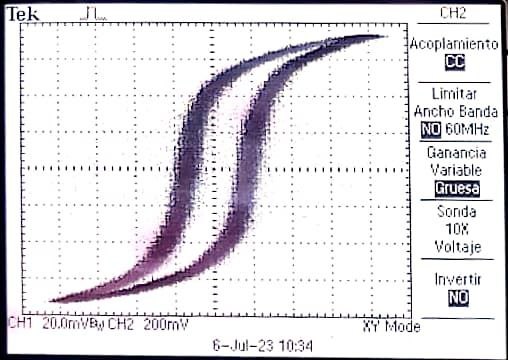 Tek
CH2
Acoplamiento
CC
Limitar
Ancho Banda
NO 60MHz
Ganancia
Variable
Gruesa
Sonda
10X
Voltaje
Invertir
NO
CH1 20.0mVBW CH2 200mV XY Mode
6-Jul-23 10:34